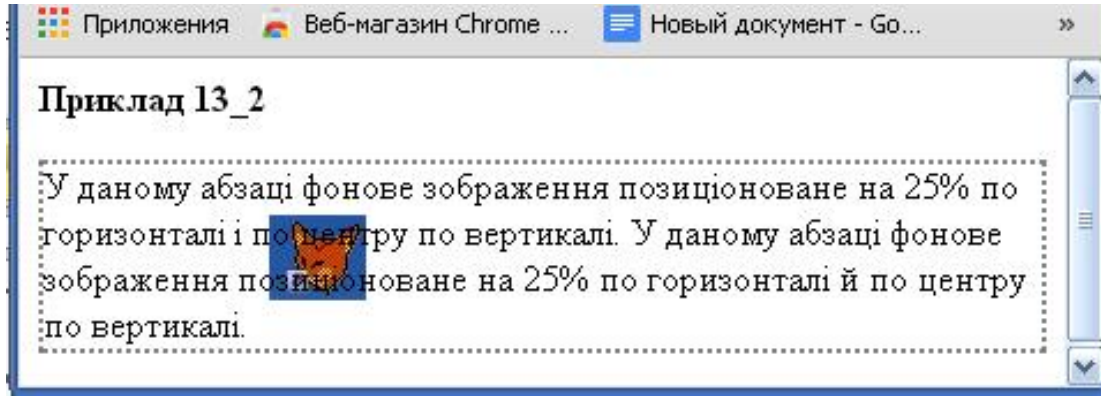 Приложения Веб-магазин Chrome ... Новый документ - Go... »
Приклад 13_2
У даному абзаці фонове зображення позиціоноване на 25% по
горизонталі і по центру по вертикалі. У даному абзаці фонове
зображення позиціоноване на 25% по горизонталі й по центру
по вертикалі.